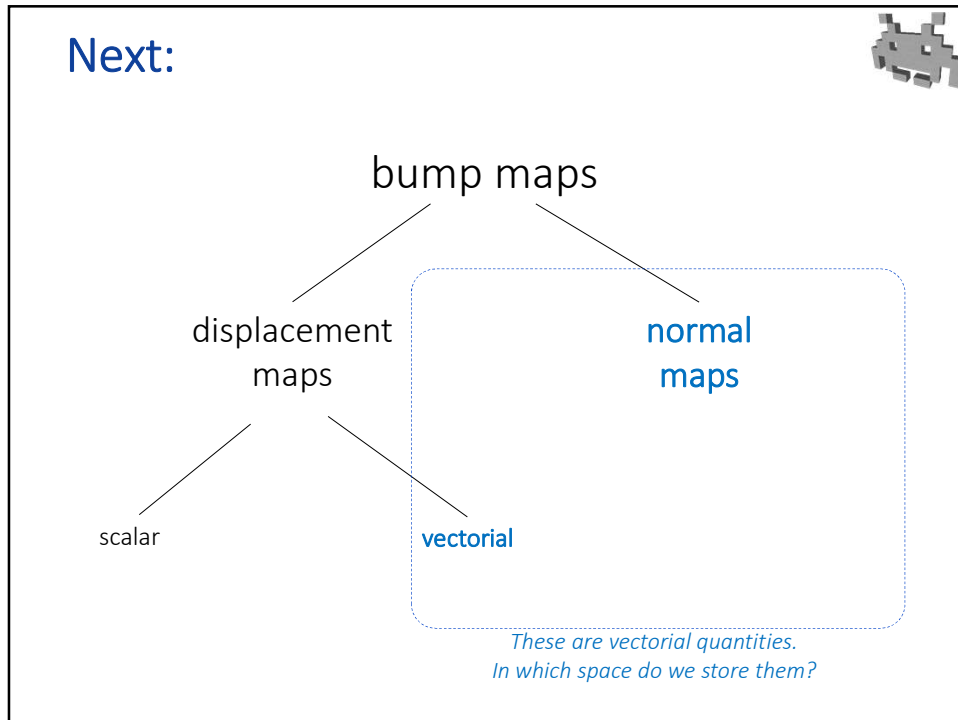 Next:
bump maps
displacement
maps
normal
maps
scalar
vectorial
These are vectorial quantities.
In which space do we store them?